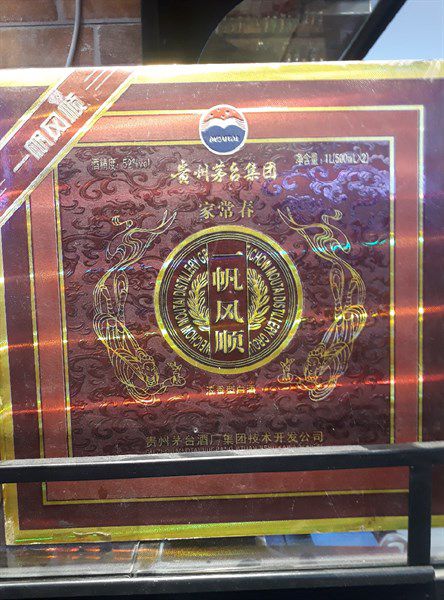 一帆风顺
MOUTAI
酒精度：52%vol
净含量：1L(500mL×2)
贵州茅台集团
家常春
一帆风顺
浓香型白酒
贵州茅台酒厂集团技术开发公司